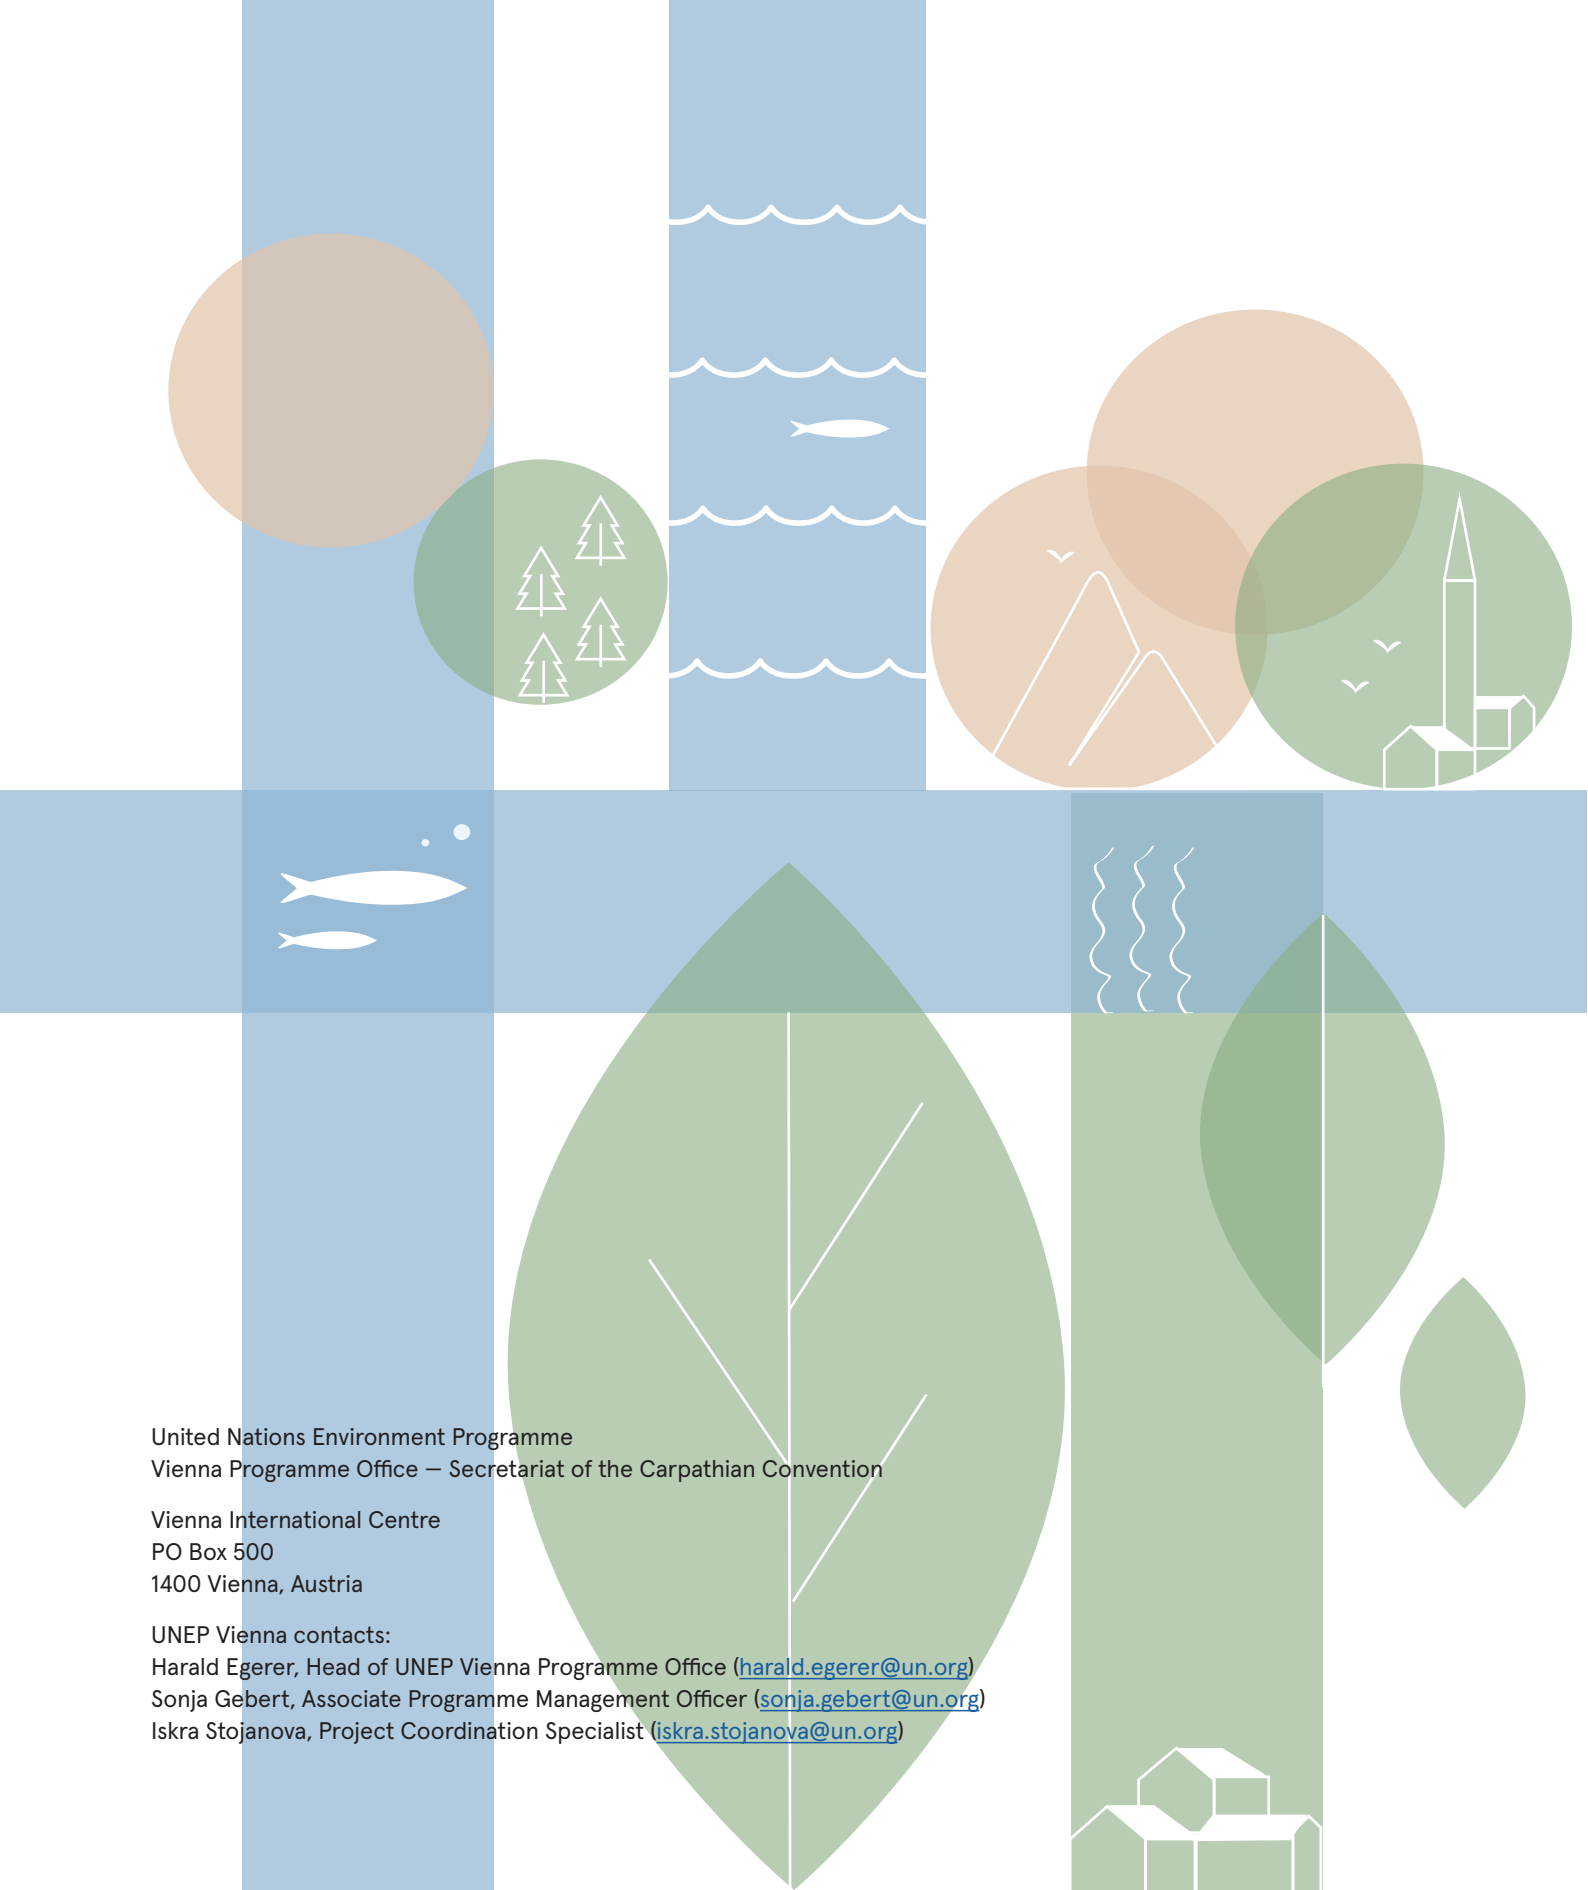 United Nations Environment Programme
Vienna Programme Office — Secretariat of the Carpathian Convention
Vienna International Centre
PO Box 500
1400 Vienna, Austria
UNEP Vienna contacts:
Harald Egerer, Head of UNEP Vienna Programme Office (harald.egerer@un.org)
Sonja Gebert, Associate Programme Management Officer (sonja.gebert@un.org)
Iskra Stojanova, Project Coordination Specialist (iskra.stojanova@un.org)